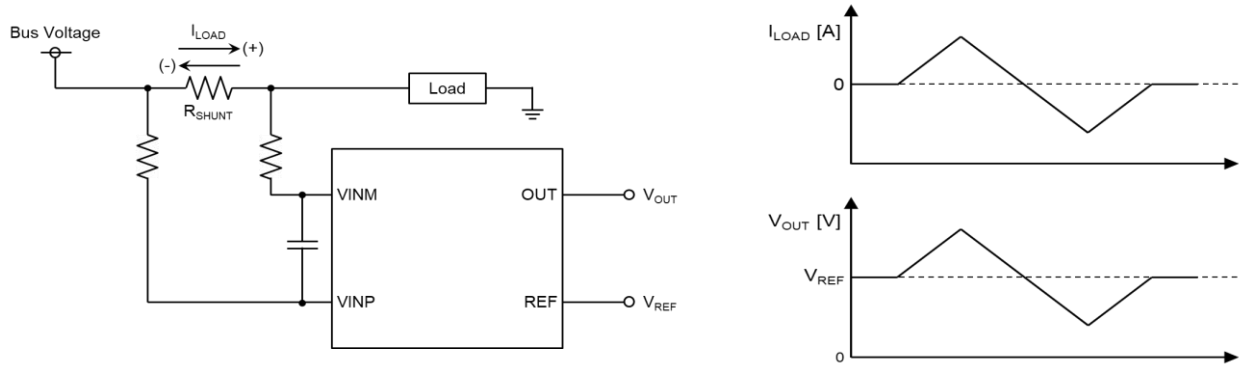 Bus Voltage
I_LOAD
(-)
(+)
R_SHUNT
Load
VINM
OUT
V_OUT
VINP
REF
V_REF
I_LOAD [A]
0
V_OUT [V]
V_REF
0